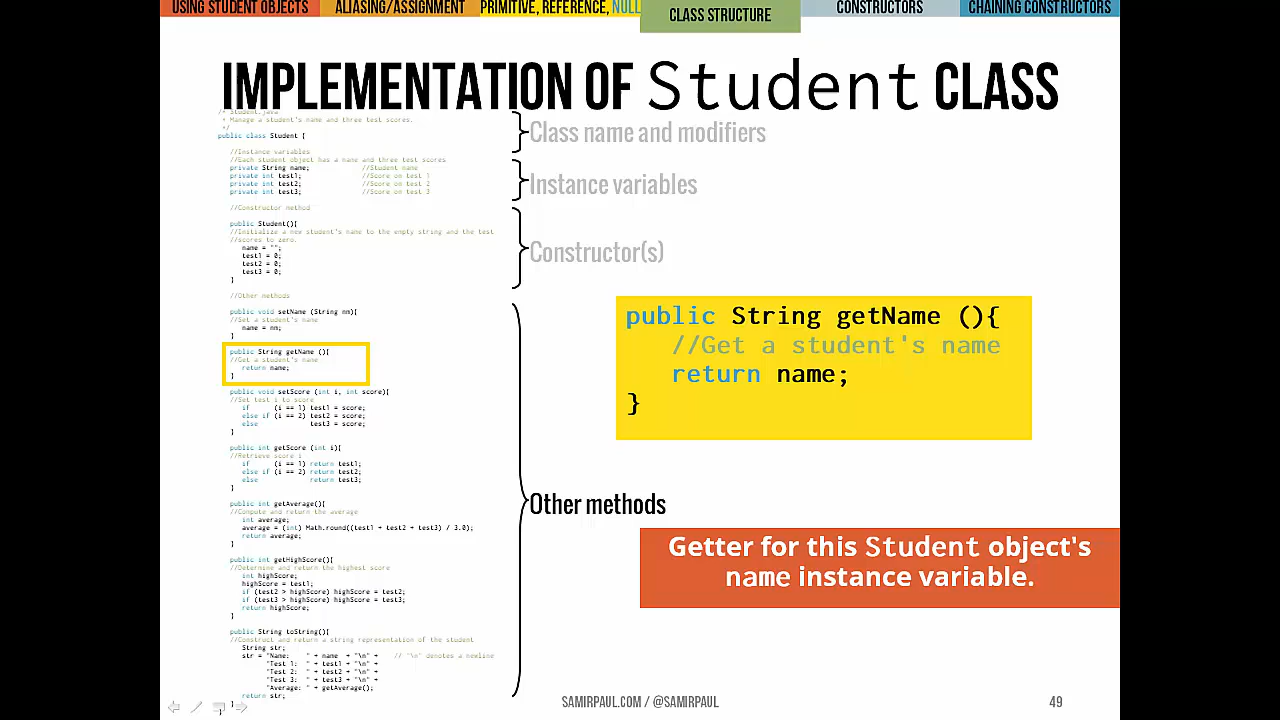 USING STUDENT OBJECTS
ALIASING/ASSIGNMENT
PRIMITIVE, REFERENCE, NULL
CLASS STRUCTURE
CONSTRUCTORS
CHAINING CONSTRUCTORS
IMPLEMENTATION OF Student CLASS
/* Student.java
* Manage a student's name and three test scores.
*/
public class Student {
//Instance variables
//Each student object has a name and three test scores
private String name; //Student name
private int test1; //Score on test 1
private int test2; //Score on test 2
private int test3; //Score on test 3
//Constructor method
public Student(){
//Initialize a new student's name to the empty string and the test
//scores to zero.
name = "";
test1 = 0;
test2 = 0;
test3 = 0;
}
//Other methods
public void setName (String nm){
//Set a student's name
name = nm;
}
public String getName (){
//Get a student's name
return name;
}
public void setScore (int i, int score){
//Set test i to score
if (i == 1) test1 = score;
else if (i == 2) test2 = score;
else test3 = score;
}
public int getScore (int i){
//Retrieve score i
if (i == 1) return test1;
else if (i == 2) return test2;
else return test3;
}
public int getAverage(){
//Compute and return the average
int average;
average = (int) Math.round((test1 + test2 + test3) / 3.0);
return average;
}
public int getHighScore(){
//Determine and return the highest score
int highScore;
highScore = test1;
if (test2 > highScore) highScore = test2;
if (test3 > highScore) highScore = test3;
return highScore;
}
public String toString(){
//Construct and return a string representation of the student
String str;
str = "Name: " + name + "\n" + // "\n" denotes a newline
"Test 1: " + test1 + "\n" +
"Test 2: " + test2 + "\n" +
"Test 3: " + test3 + "\n" +
"Average: " + getAverage();
return str;
}
Class name and modifiers
Instance variables
Constructor(s)
public String getName (){
//Get a student's name
return name;
}
Other methods
Getter for this Student object's
name instance variable.
SAMIRPAUL.COM / @SAMIRPAUL
49